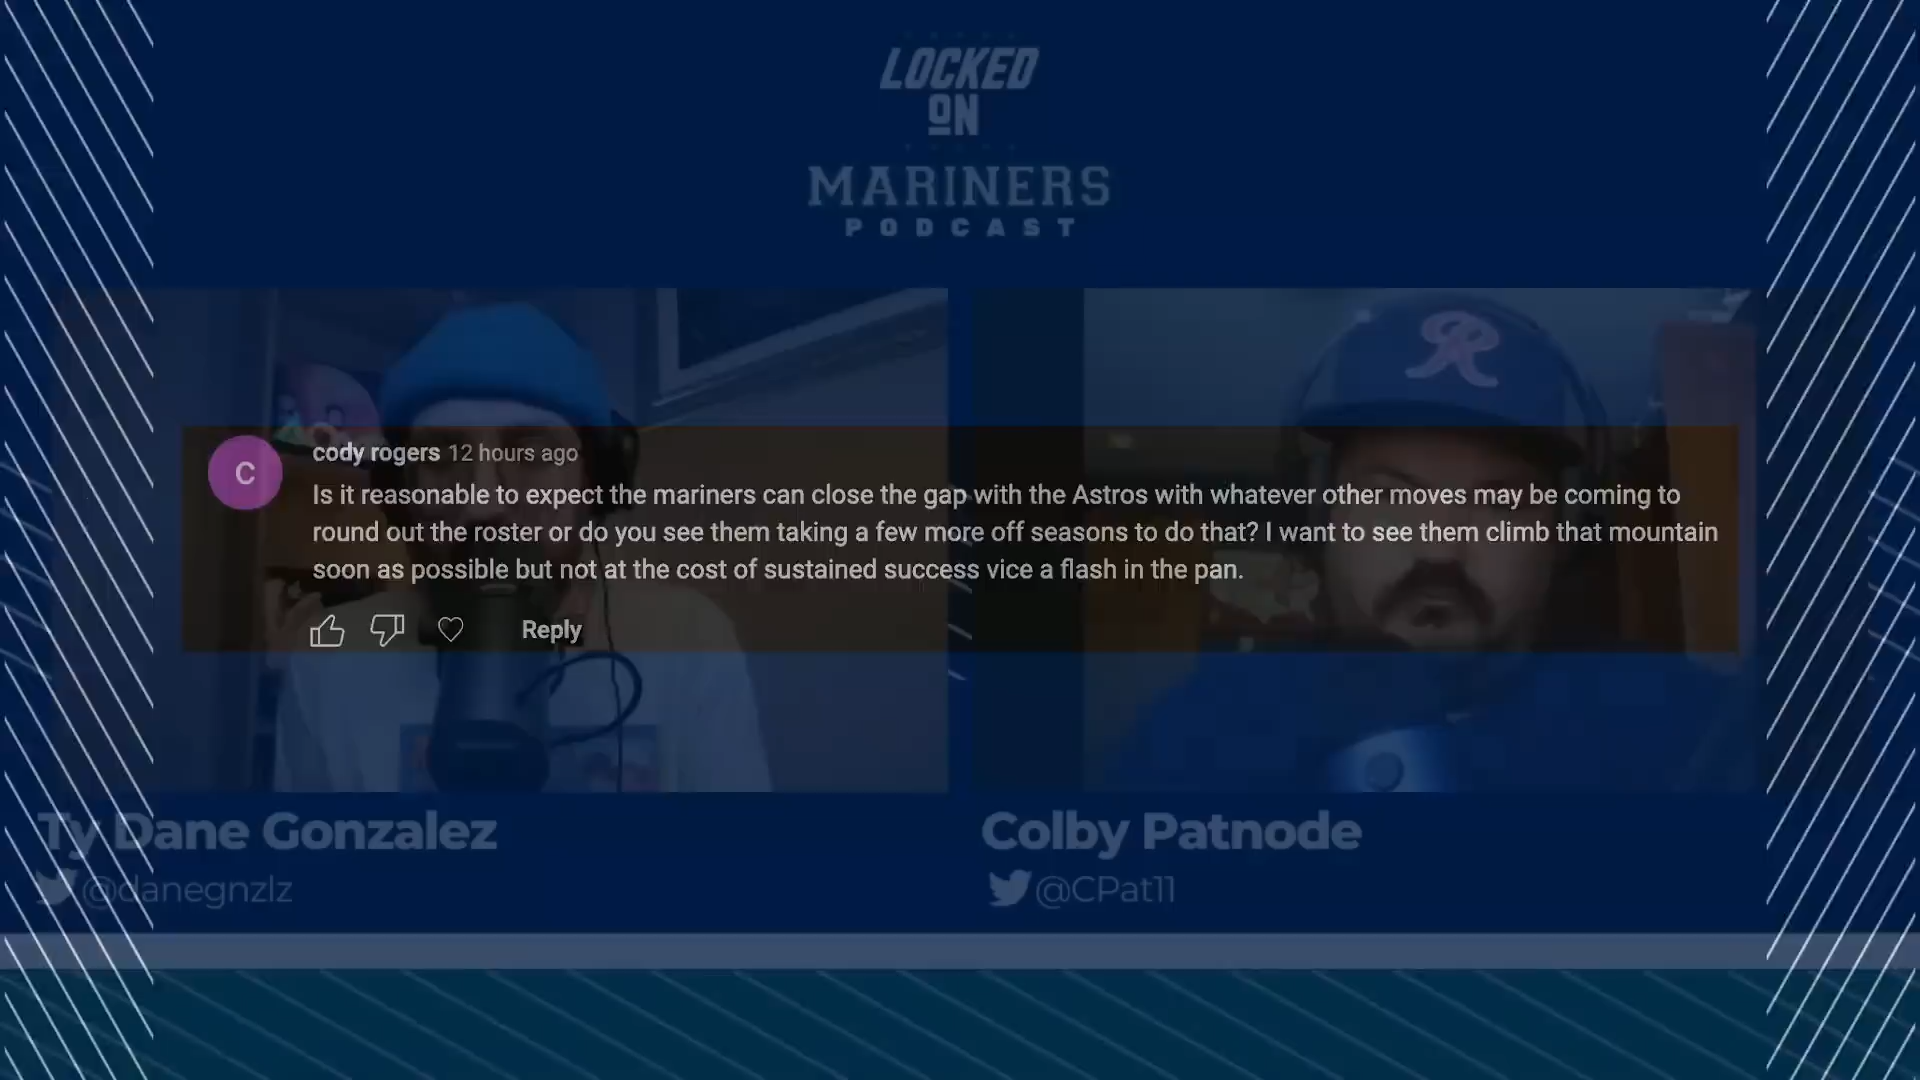 LOCKED
ON
MARINERS
PODCAST
R
C
cody rogers 12 hours ago
Is it reasonable to expect the mariners can close the gap with the Astros with whatever other moves may be coming to
round out the roster or do you see them taking a few more off seasons to do that? I want to see them climb that mountain
soon as possible but not at the cost of sustained success vice a flash in the pan.
Reply
Ty Dane Gonzalez
@danegnzlz
Colby Patnode
@CPat11